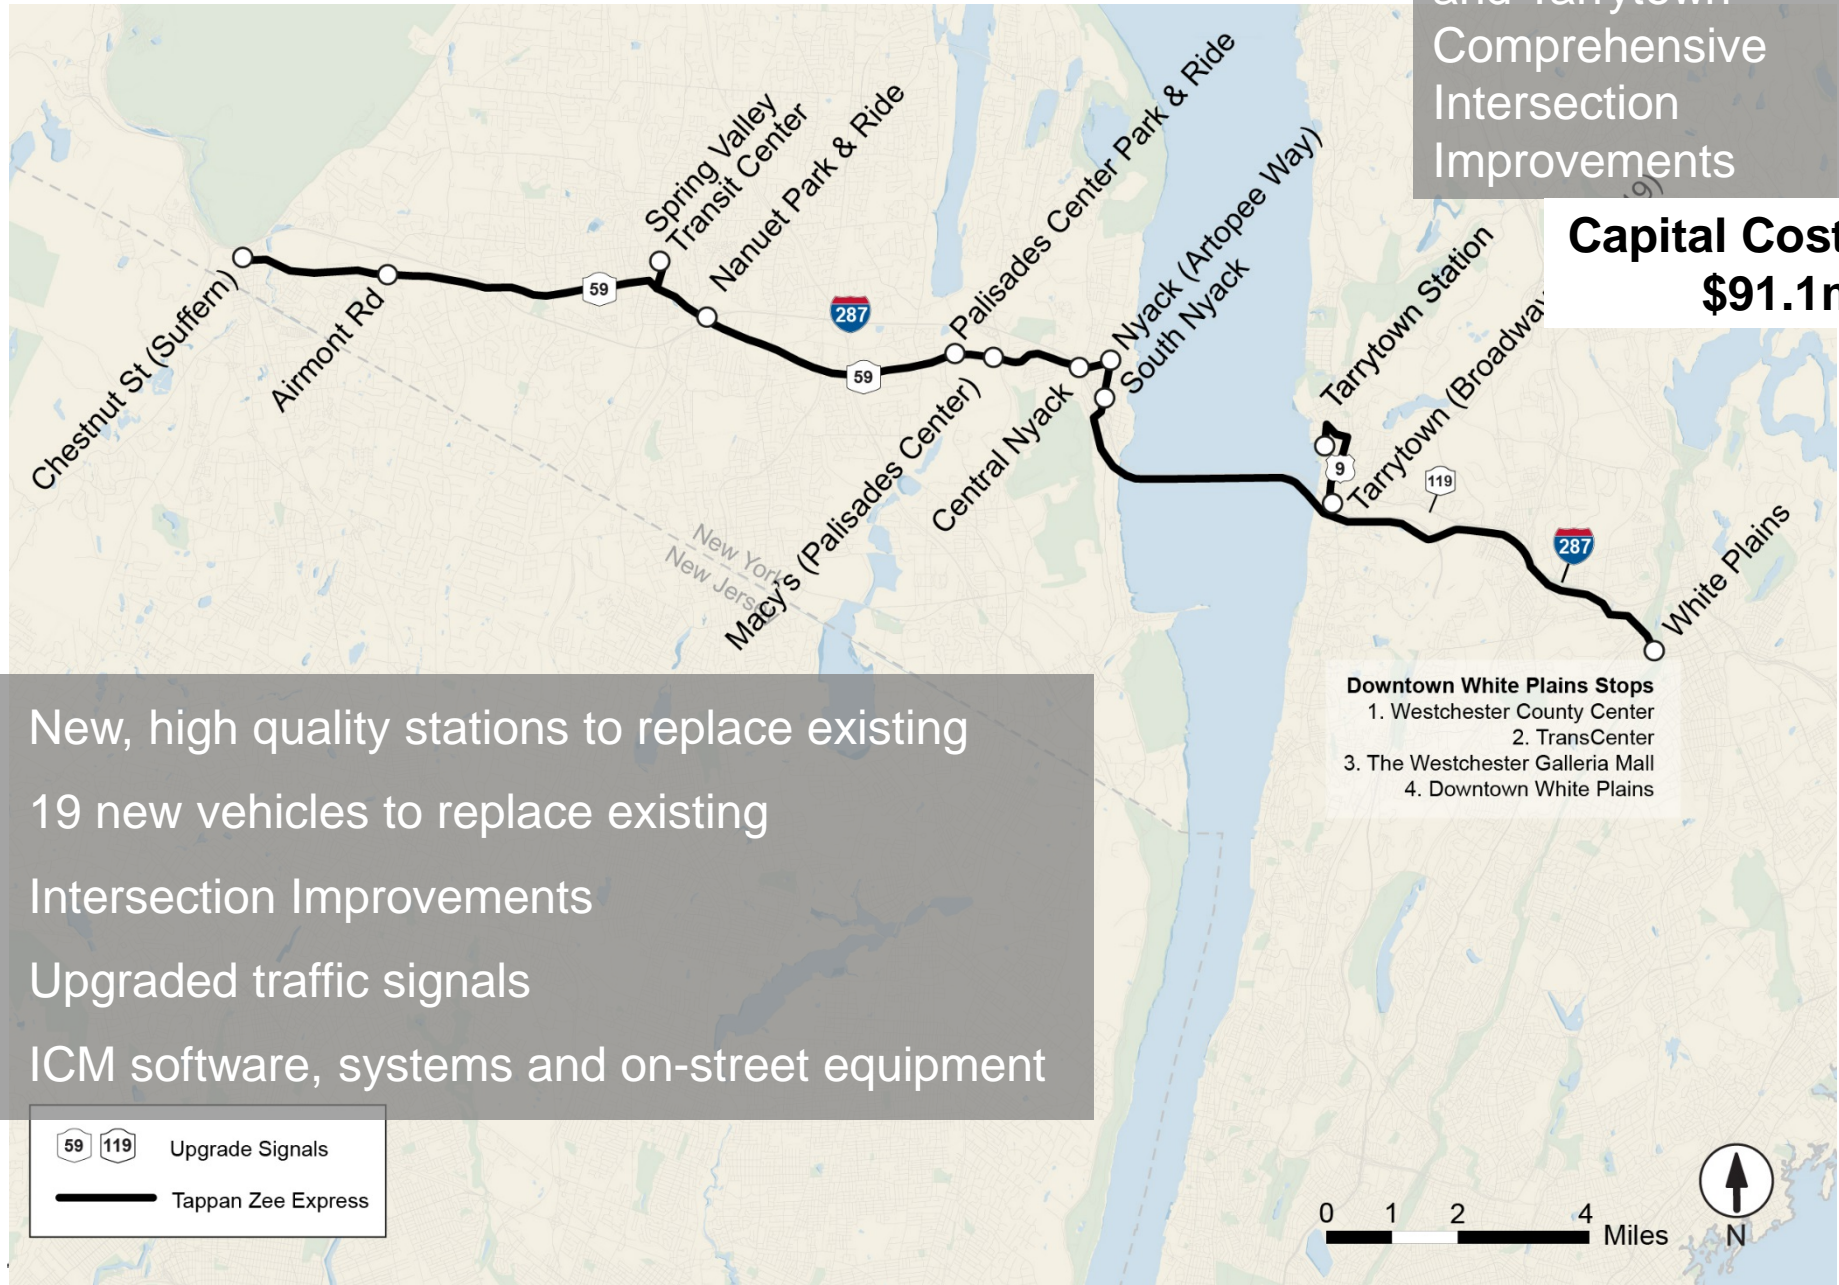 and Tarrytown
Comprehensive
Intersection
Improvements
Capital Cost
$91.1m
Spring Valley
Transit Center
Nanuet Park & Ride
Palisades Center Park & Ride
Nyack (Artopee Way)
South Nyack
Tarrytown Station
Tarrytown (Broadway
19)
Chestnut St (Suffern)
Airmont Rd
59
287
59
Macy's (Palisades Center)
Central Nyack
9
119
287
White Plains
New York
New Jersey
Downtown White Plains Stops
1. Westchester County Center
2. TransCenter
3. The Westchester Galleria Mall
4. Downtown White Plains
New, high quality stations to replace existing
19 new vehicles to replace existing
Intersection Improvements
Upgraded traffic signals
ICM software, systems and on-street equipment
59 119 Upgrade Signals
Tappan Zee Express
0 1 2 4 Miles
N